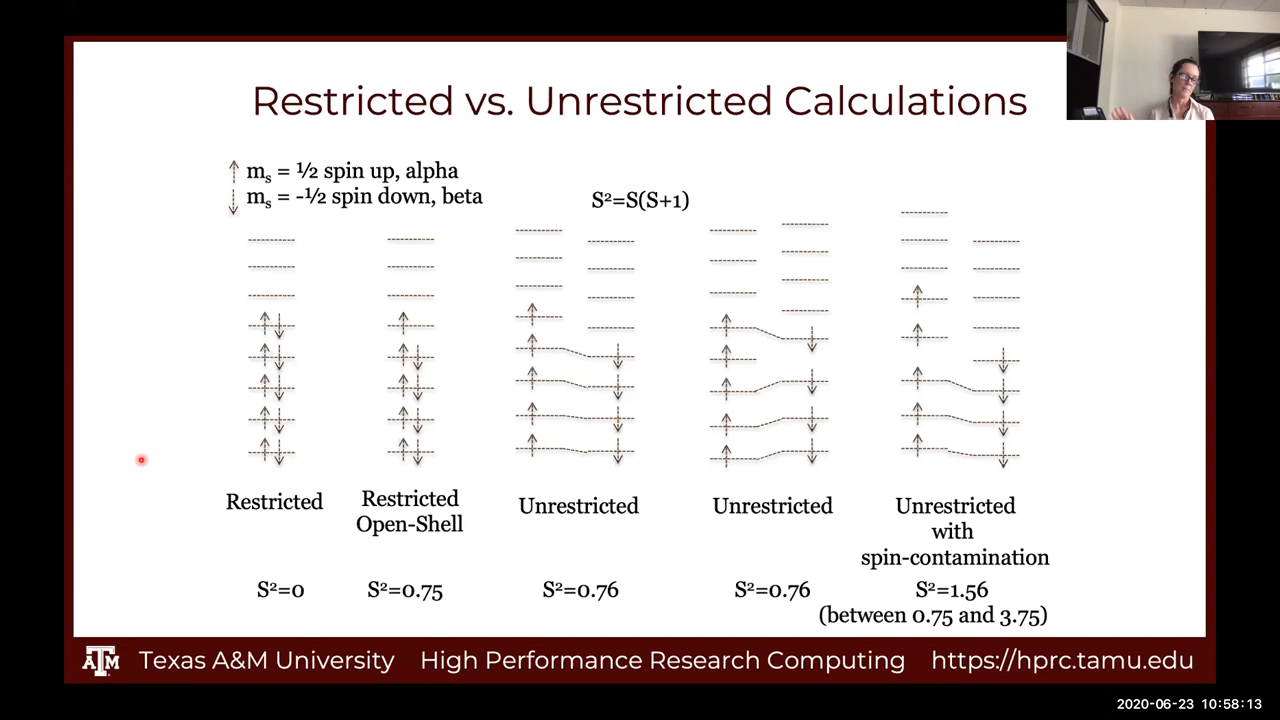 Restricted vs. Unrestricted Calculations
mₛ = ½ spin up, alpha
mₛ = -½ spin down, beta
S²=S(S+1)
Restricted
Restricted
Open-Shell
Unrestricted
Unrestricted
Unrestricted
with
spin-contamination
S²=0
S²=0.75
S²=0.76
S²=0.76
S²=1.56
(between 0.75 and 3.75)
ATM Texas A&M University High Performance Research Computing https://hprc.tamu.edu
2020-06-23 10:58:13